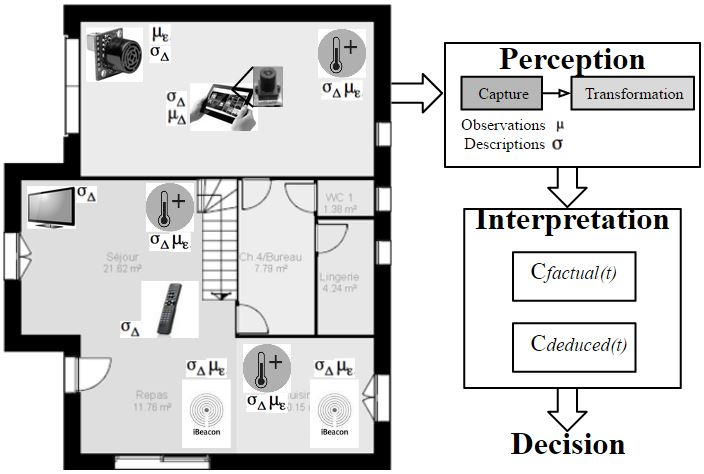 με
σΔ
+
σΔ με
σΔ
μΔ
Perception
Capture
Transformation
Observations μ
Descriptions σ
σΔ
+
σΔ με
WC 1
1.38 m²
Séjour
21.62 m²
Ch.4/Bureau
7.79 m²
Lingerie
4.24 m²
Interpretation
Cfactual(t)
Cdeduced(t)
σΔ
σΔ με
+
σΔ με
Repas
11.76 m²
σΔ με
iBeacon
iBeacon
Decision